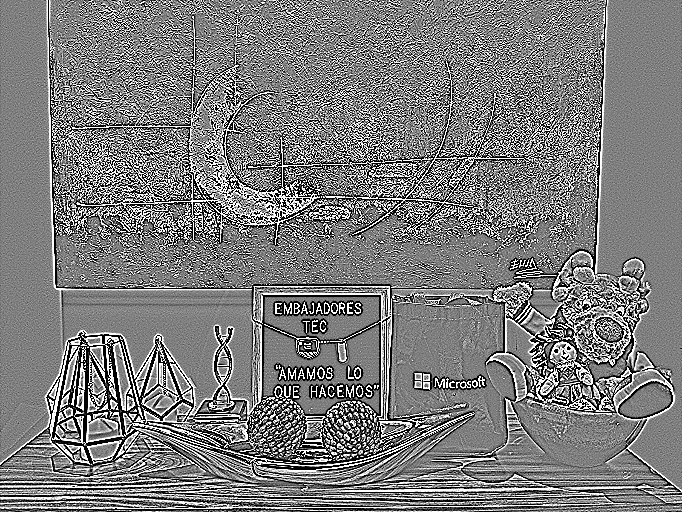 EMBAJADORES
TEC
"AMAMOS LO
QUE HACEMOS"
Microsoft